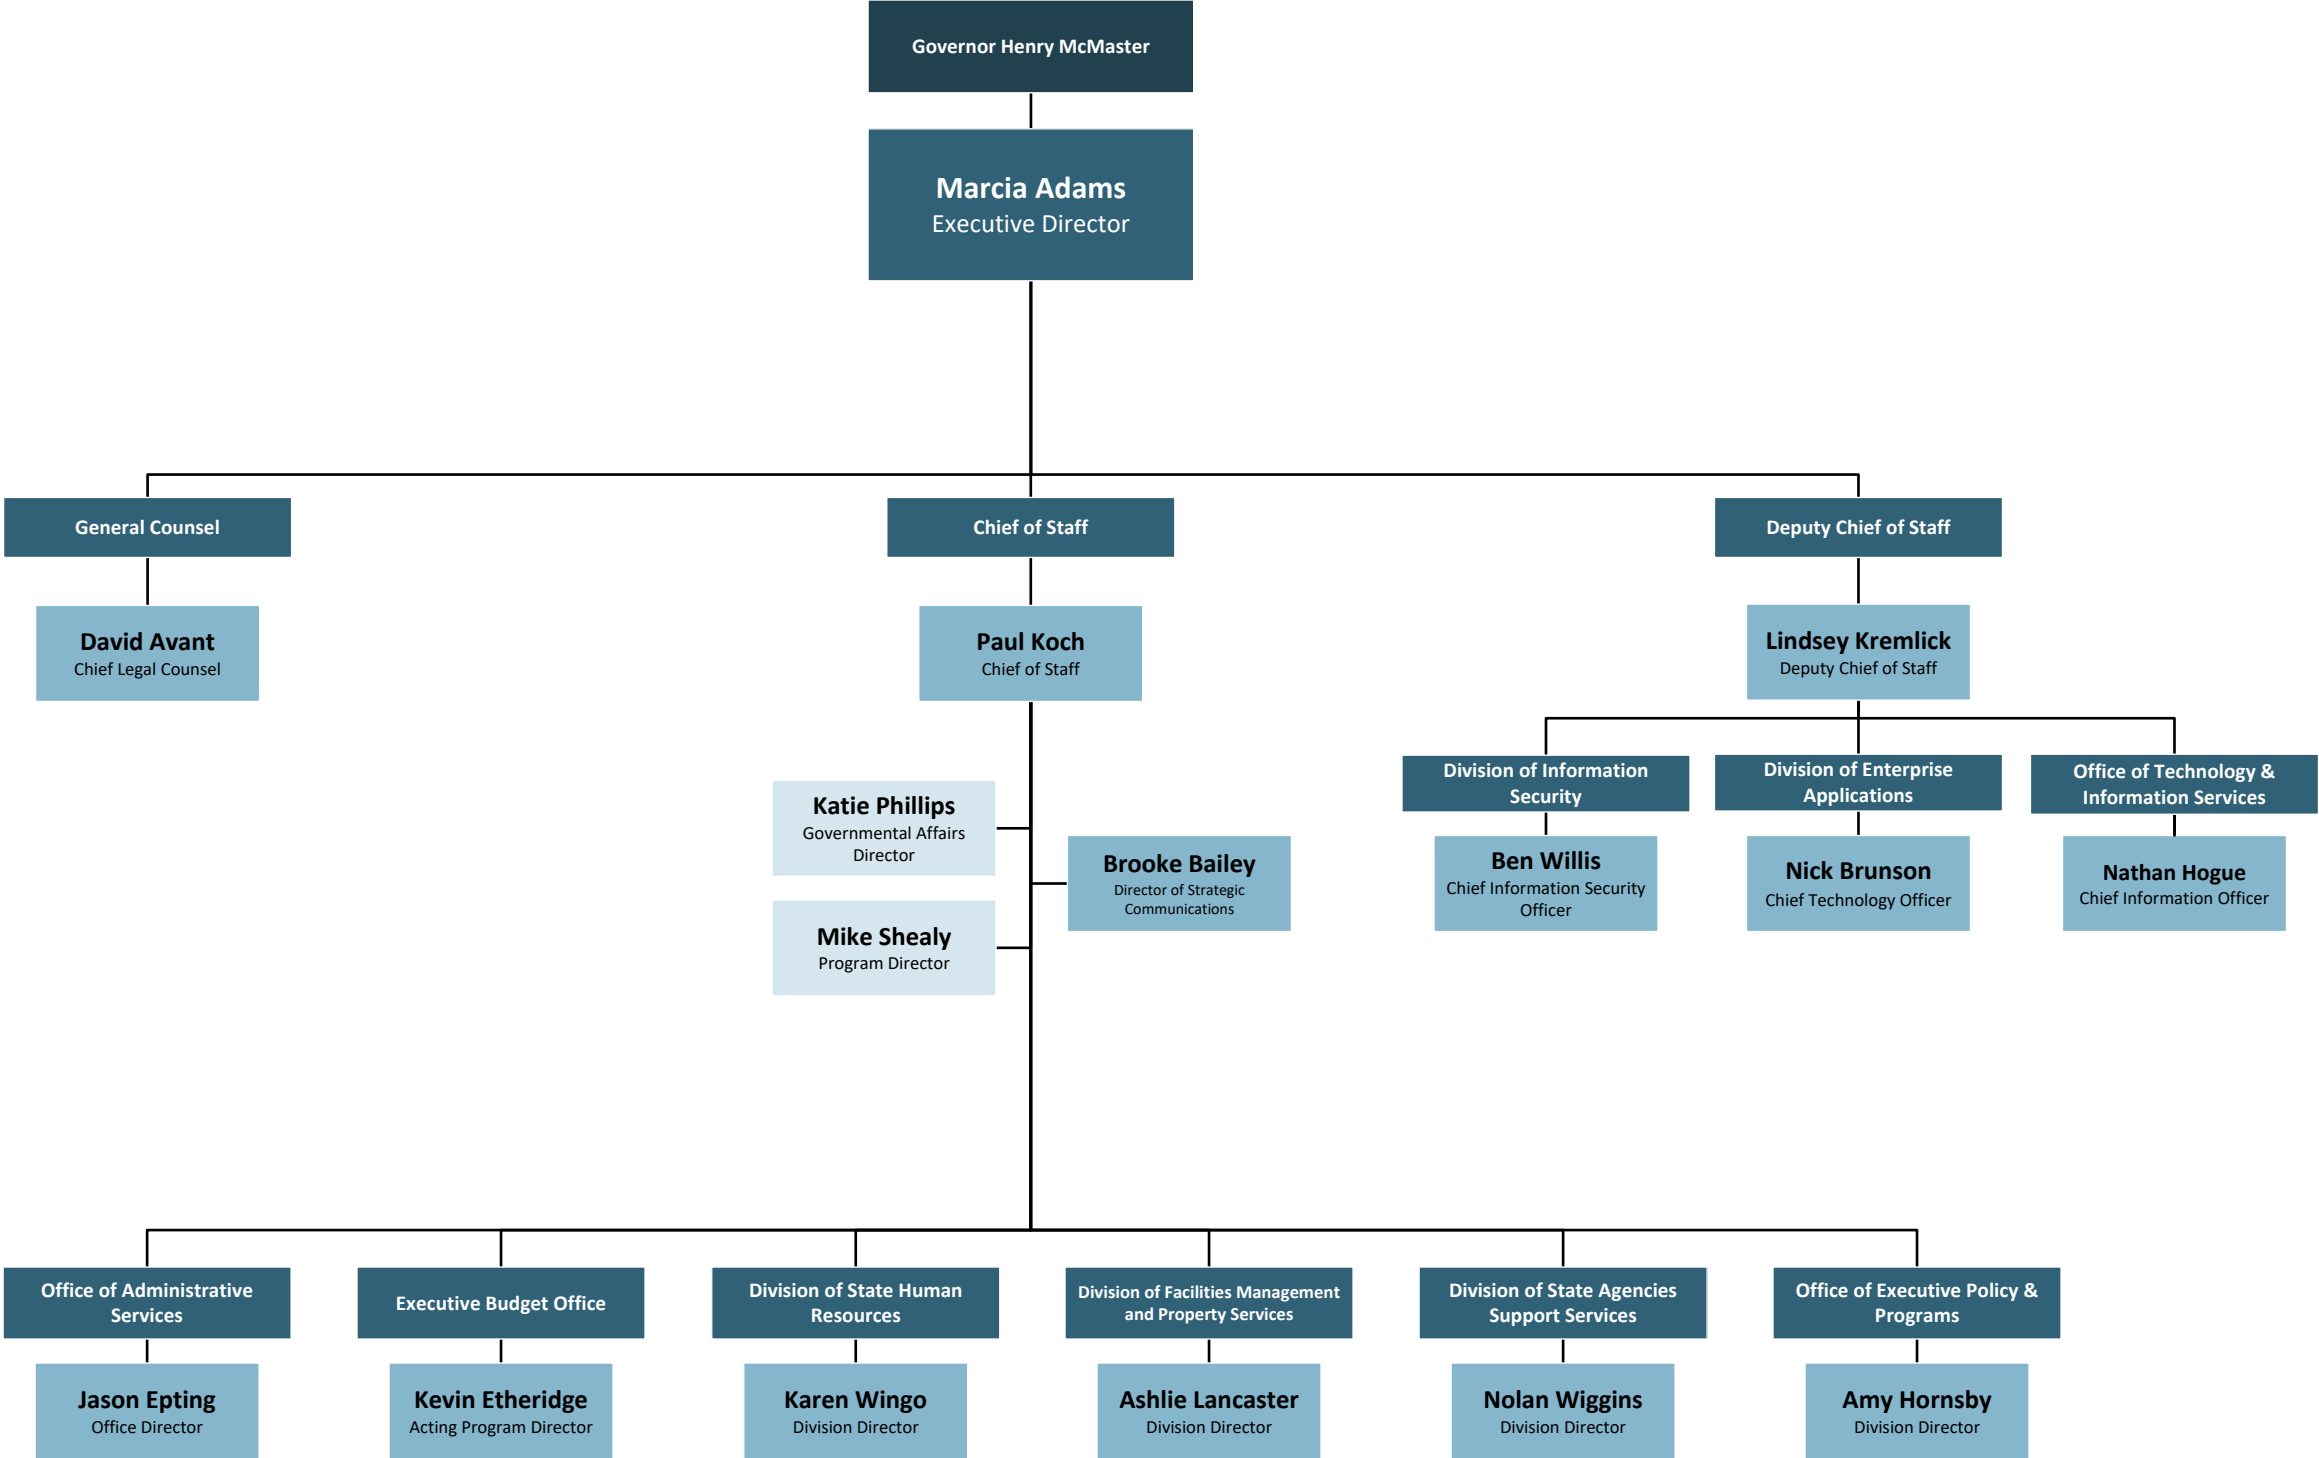 Governor Henry McMaster
Marcia Adams
Executive Director
General Counsel
Chief of Staff
Deputy Chief of Staff
David Avant
Chief Legal Counsel
Paul Koch
Chief of Staff
Lindsey Kremlick
Deputy Chief of Staff
Division of Information
Security
Division of Enterprise
Applications
Office of Technology &
Information Services
Katie Phillips
Governmental Affairs
Director
Brooke Bailey
Director of Strategic
Communications
Mike Shealy
Program Director
Ben Willis
Chief Information Security
Officer
Nick Brunson
Chief Technology Officer
Nathan Hogue
Chief Information Officer
Office of Administrative
Services
Executive Budget Office
Division of State Human
Resources
Division of Facilities Management
and Property Services
Division of State Agencies
Support Services
Office of Executive Policy &
Programs
Jason Epting
Office Director
Kevin Etheridge
Acting Program Director
Karen Wingo
Division Director
Ashlie Lancaster
Division Director
Nolan Wiggins
Division Director
Amy Hornsby
Division Director